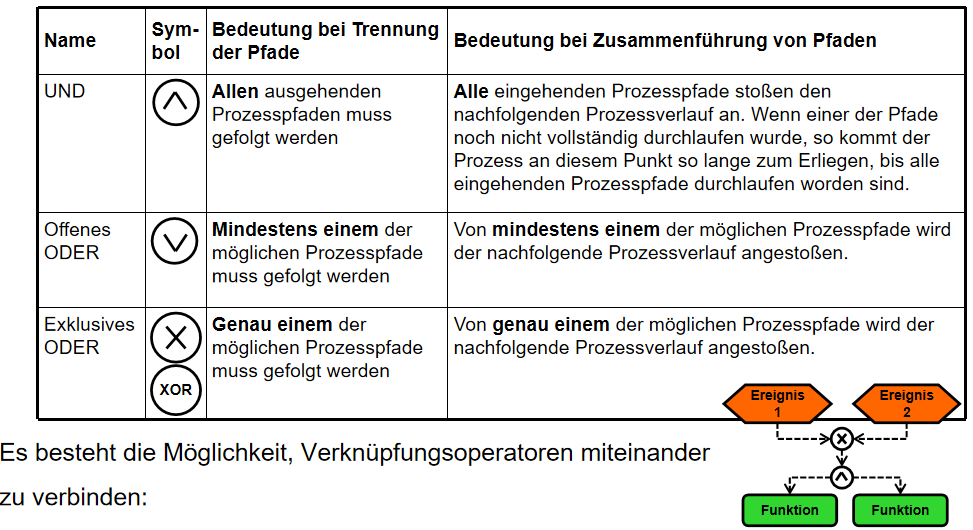 Name
Sym-
bol
Bedeutung bei Trennung
der Pfade
Bedeutung bei Zusammenführung von Pfaden
UND
Allen ausgehenden
Prozesspfaden muss
gefolgt werden
Alle eingehenden Prozesspfade stoßen den
nachfolgenden Prozessverlauf an. Wenn einer der Pfade
noch nicht vollständig durchlaufen wurde, so kommt der
Prozess an diesem Punkt so lange zum Erliegen, bis alle
eingehenden Prozesspfade durchlaufen worden sind.
Offenes
ODER
Mindestens einem der
möglichen Prozesspfade
muss gefolgt werden
Von mindestens einem der möglichen Prozesspfade wird
der nachfolgende Prozessverlauf angestoßen.
Exklusives
ODER
XOR
Genau einem der
möglichen Prozesspfade
muss gefolgt werden
Von genau einem der möglichen Prozesspfade wird der
nachfolgende Prozessverlauf angestoßen.
Es besteht die Möglichkeit, Verknüpfungsoperatoren miteinander
zu verbinden:
Ereignis
1
Ereignis
2
Funktion
Funktion